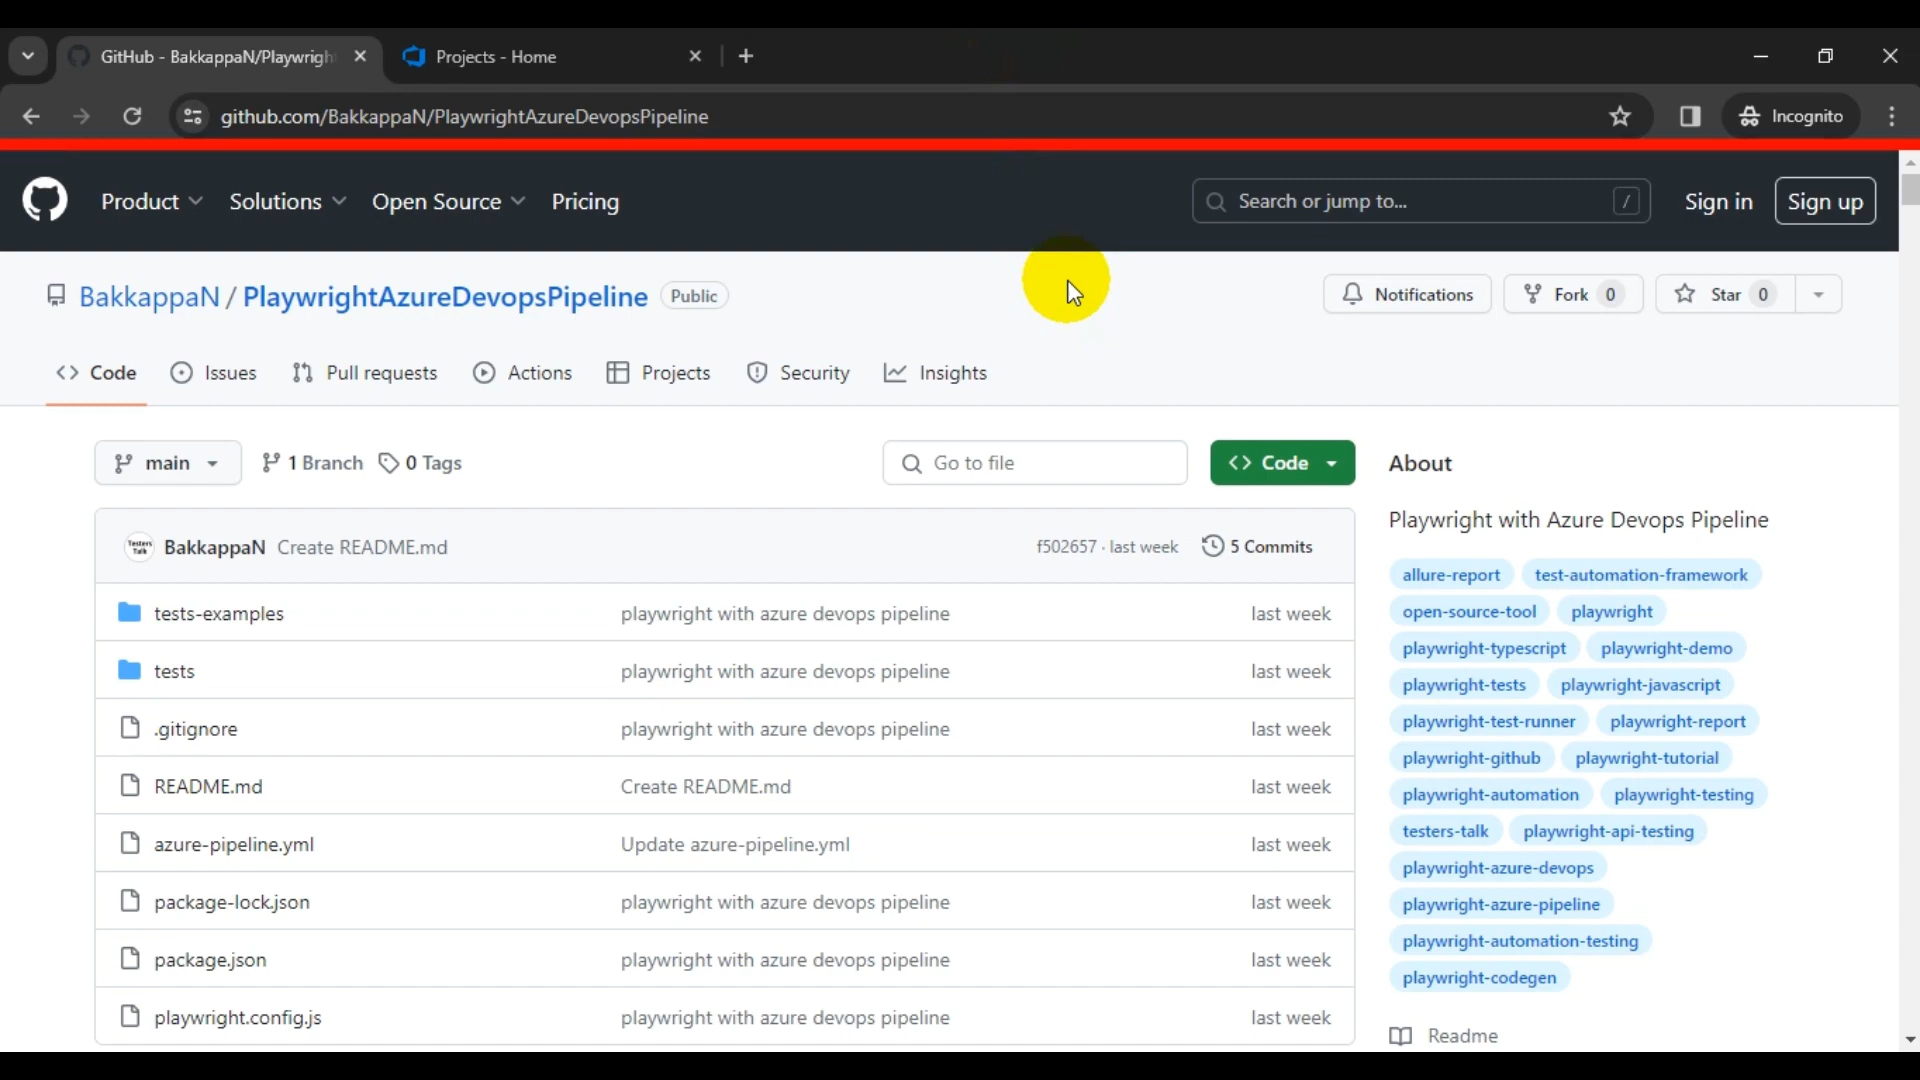 GitHub - BakkappaN/Playwrigh
Projects - Home
github.com/BakkappaN/PlaywrightAzureDevopsPipeline
Incognito
Product
Solutions
Open Source
Pricing
Search or jump to...
/
Sign in
Sign up
BakkappaN / PlaywrightAzureDevopsPipeline
Public
Notifications
Fork 0
Star 0
Code
Issues
Pull requests
Actions
Projects
Security
Insights
main
1 Branch
0 Tags
Go to file
Code
Testers
Talk
BakkappaN Create README.md
f502657 · last week
5 Commits
tests-examples playwright with azure devops pipeline last week
tests playwright with azure devops pipeline last week
.gitignore playwright with azure devops pipeline last week
README.md Create README.md last week
azure-pipeline.yml Update azure-pipeline.yml last week
package-lock.json playwright with azure devops pipeline last week
package.json playwright with azure devops pipeline last week
playwright.config.js playwright with azure devops pipeline last week
About
Playwright with Azure Devops Pipeline
allure-report test-automation-framework
open-source-tool playwright
playwright-typescript playwright-demo
playwright-tests playwright-javascript
playwright-test-runner playwright-report
playwright-github playwright-tutorial
playwright-automation playwright-testing
testers-talk playwright-api-testing
playwright-azure-devops
playwright-azure-pipeline
playwright-automation-testing
playwright-codegen
Readme